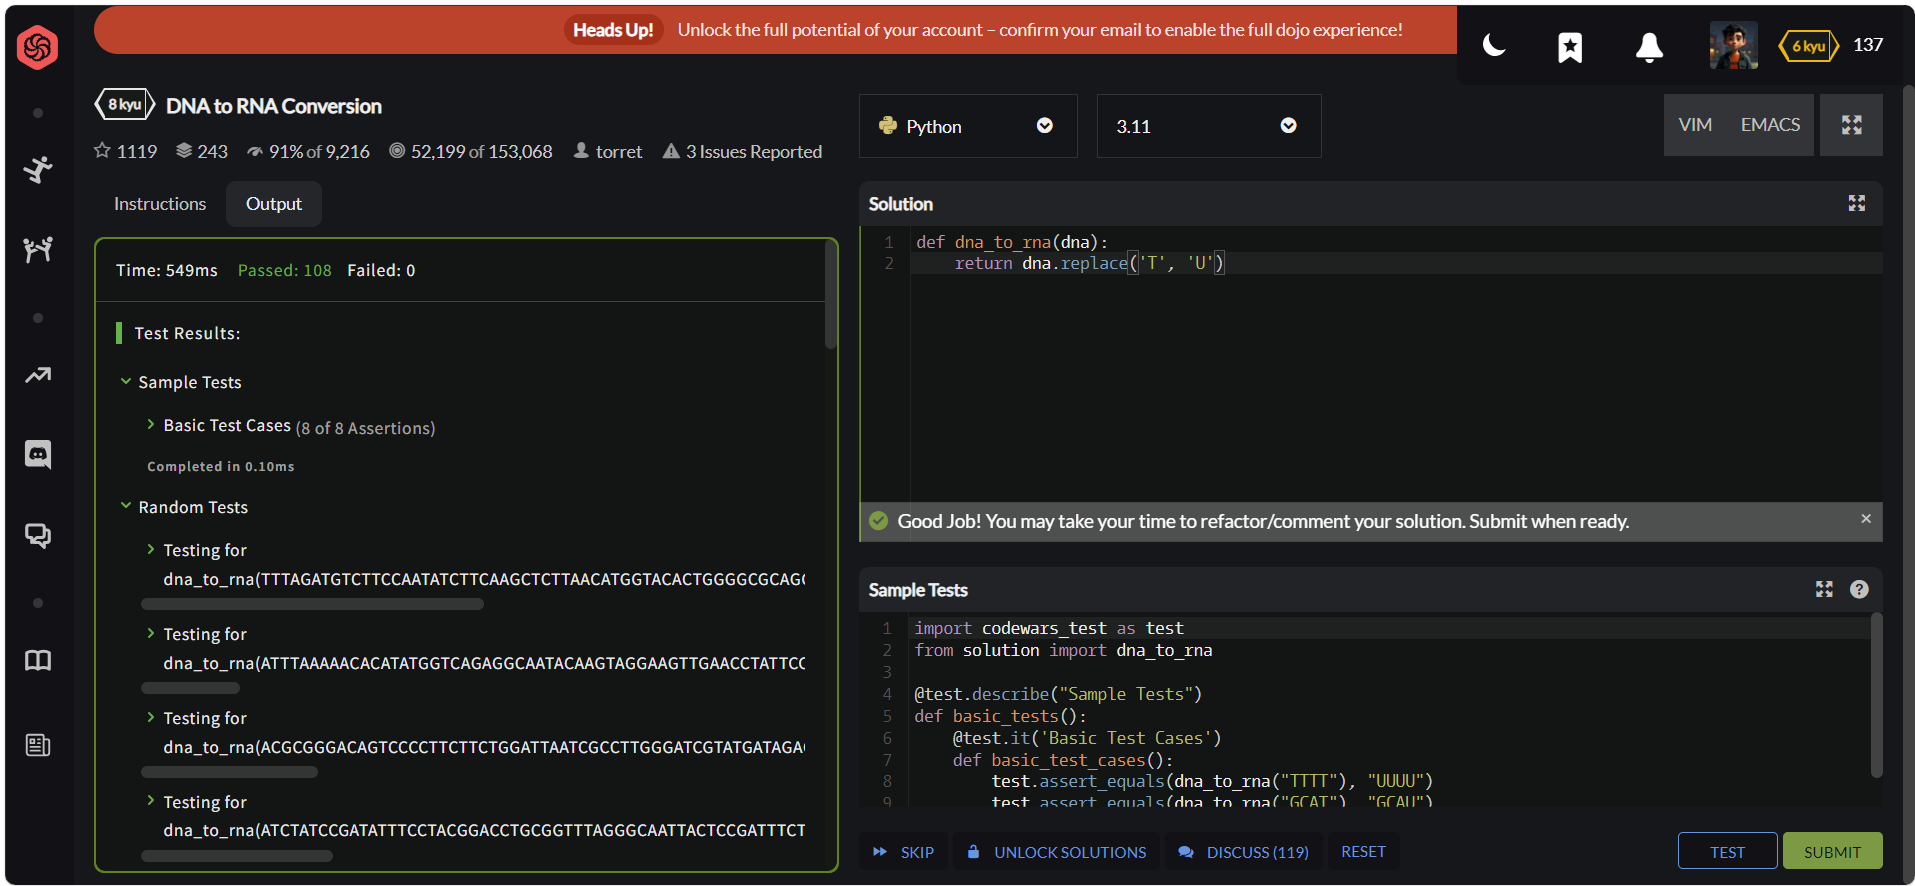 Heads Up! Unlock the full potential of your account – confirm your email to enable the full dojo experience!
6 kyu 137
8 kyu DNA to RNA Conversion
1119 243 91% of 9,216 52,199 of 153,068 torret 3 Issues Reported
Python 3.11 VIM EMACS
Instructions Output
Time: 549ms Passed: 108 Failed: 0
Test Results:
Sample Tests
Basic Test Cases (8 of 8 Assertions)
Completed in 0.10ms
Random Tests
Testing for
dna_to_rna(TTTAGATGTCTTCCAATATCTTCAAGCTCTTAACATGGTACACTGGGGCGCAGC
Testing for
dna_to_rna(ATTTAAAAACACATATGGTCAGAGGCAATACAAGTAGGAAGTTGAACCTATTCC
Testing for
dna_to_rna(ACGCGGGACAGTCCCCTTCTTCTGGATTAATCGCCTTGGGATCGTATGATAGA
Testing for
dna_to_rna(ATCTATCCGATATTTCCTACGGACCTGCGGTTTAGGGCAATTACTCCGATTTCT
Solution
1 def dna_to_rna(dna):
2     return dna.replace('T', 'U')
Good Job! You may take your time to refactor/comment your solution. Submit when ready.
Sample Tests
1 import codewars_test as test
2 from solution import dna_to_rna
3
4 @test.describe("Sample Tests")
5 def basic_tests():
6     @test.it('Basic Test Cases')
7     def basic_test_cases():
8         test.assert_equals(dna_to_rna("TTTT"), "UUUU")
9         test.assert_equals(dna_to_rna("GCAT"), "GCAU")
SKIP UNLOCK SOLUTIONS DISCUSS (119) RESET TEST SUBMIT